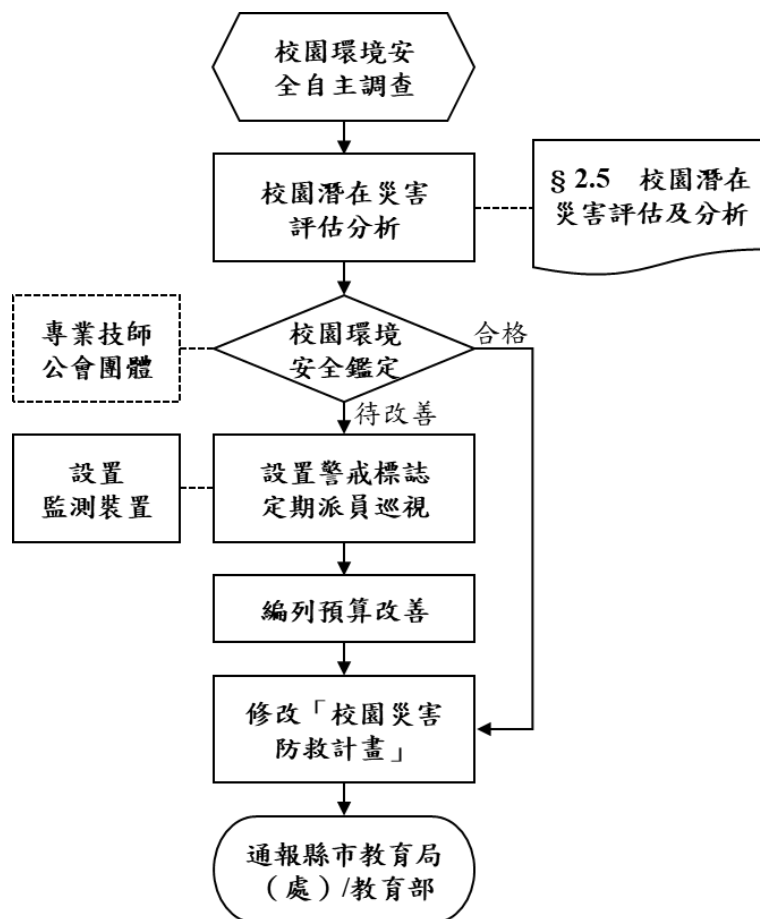 校園環境安
全自主調查
校園潛在災害
評估分析
§ 2.5 校園潛在
災害評估及分析
專業技師
公會團體
校園環境
安全鑑定
合格
待改善
設置
監測裝置
設置警戒標誌
定期派員巡視
編列預算改善
修改「校園災害
防救計畫」
通報縣市教育局
（處）/教育部